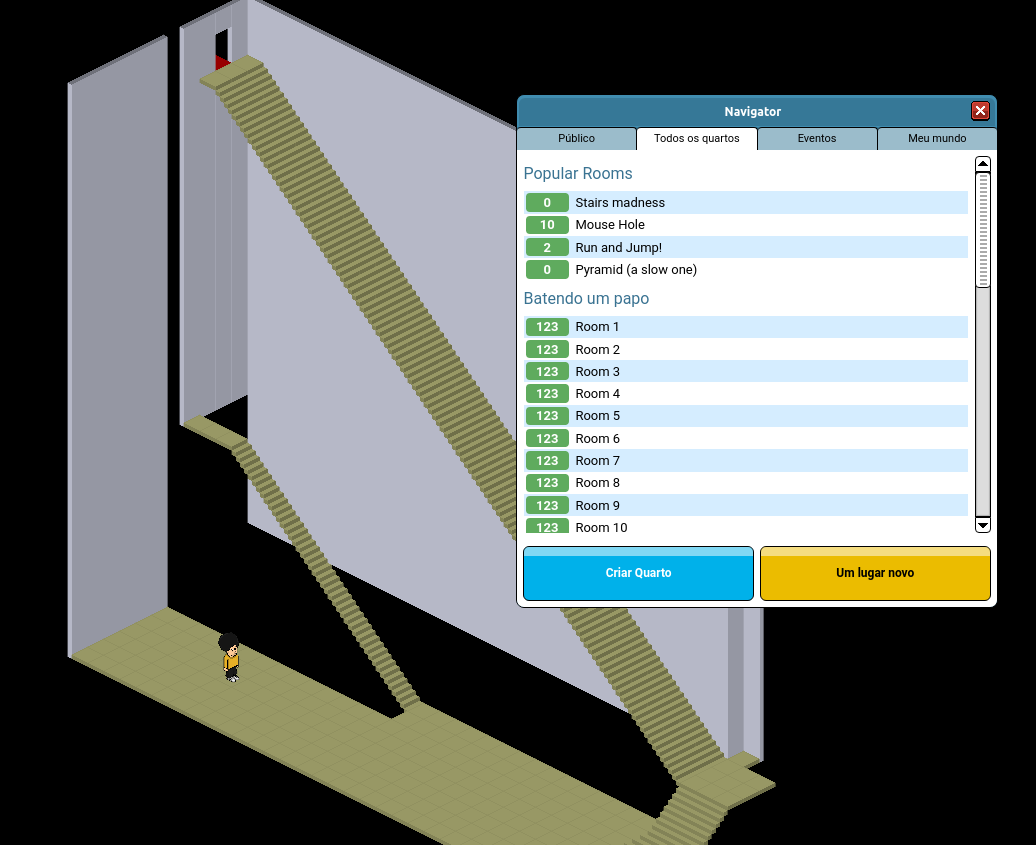 Navigator
Público
Todos os quartos
Eventos
Meu mundo
Popular Rooms
0 Stairs madness
10 Mouse Hole
2 Run and Jump!
0 Pyramid (a slow one)
Batendo um papo
123 Room 1
123 Room 2
123 Room 3
123 Room 4
123 Room 5
123 Room 6
123 Room 7
123 Room 8
123 Room 9
123 Room 10
Criar Quarto
Um lugar novo